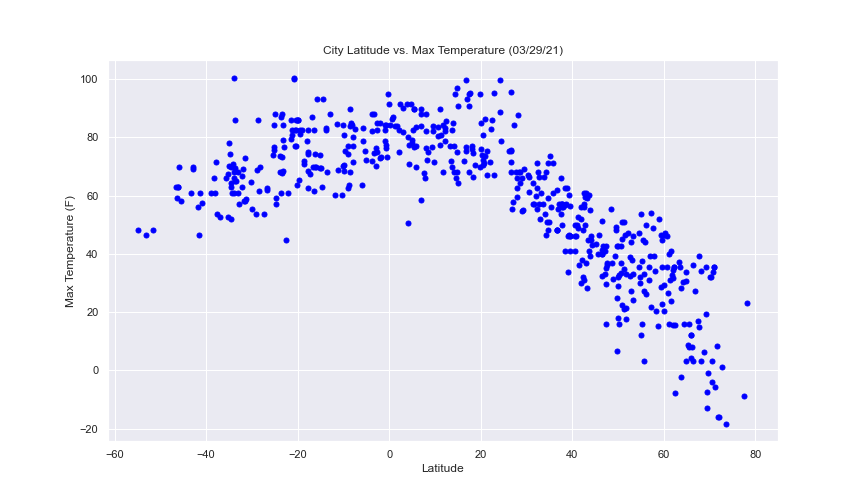 City Latitude vs. Max Temperature (03/29/21)
Max Temperature (F)
100
80
60
40
20
0
−20
−60 −40 −20 0 20 40 60 80
Latitude